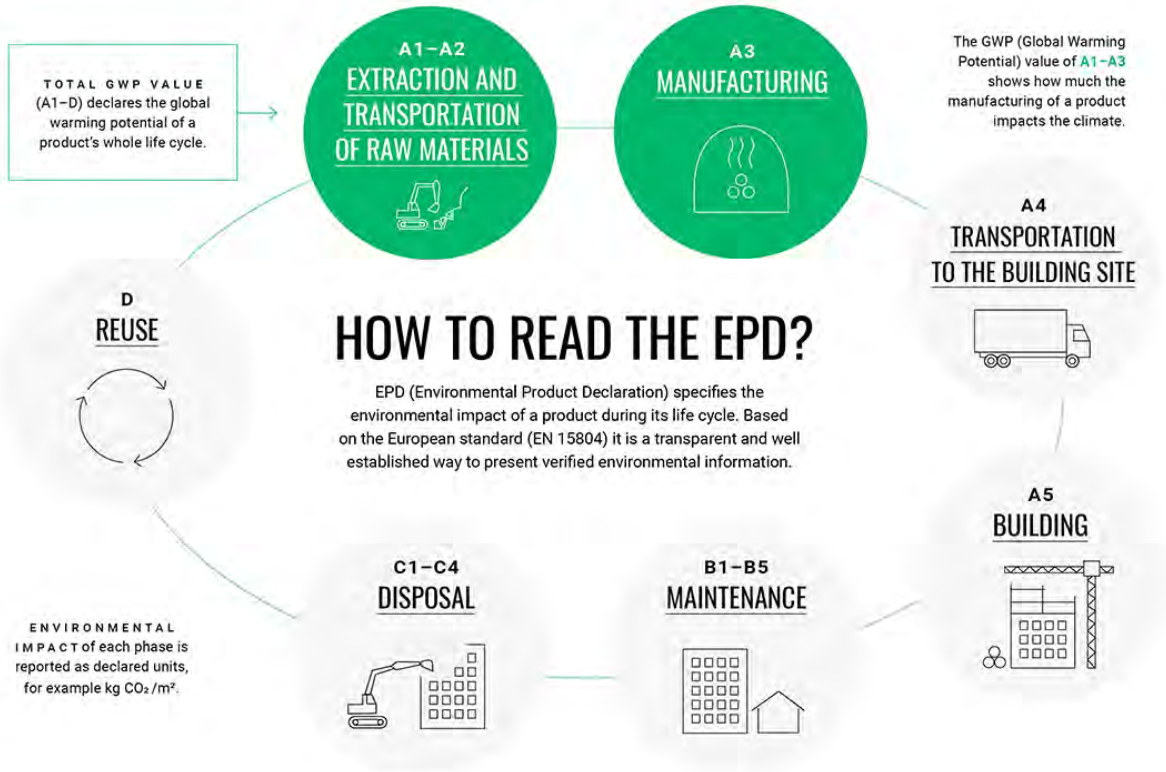 TOTAL GWP VALUE
(A1–D) declares the global
warming potential of a
product's whole life cycle.
A1–A2
EXTRACTION AND
TRANSPORTATION
OF RAW MATERIALS
A3
MANUFACTURING
The GWP (Global Warming
Potential) value of A1–A3
shows how much the
manufacturing of a product
impacts the climate.
A4
TRANSPORTATION
TO THE BUILDING SITE
D
REUSE
HOW TO READ THE EPD?
EPD (Environmental Product Declaration) specifies the
environmental impact of a product during its life cycle. Based
on the European standard (EN 15804) it is a transparent and well
established way to present verified environmental information.
A5
BUILDING
C1–C4
DISPOSAL
B1–B5
MAINTENANCE
ENVIRONMENTAL
IMPACT of each phase is
reported as declared units,
for example kg CO₂/m².